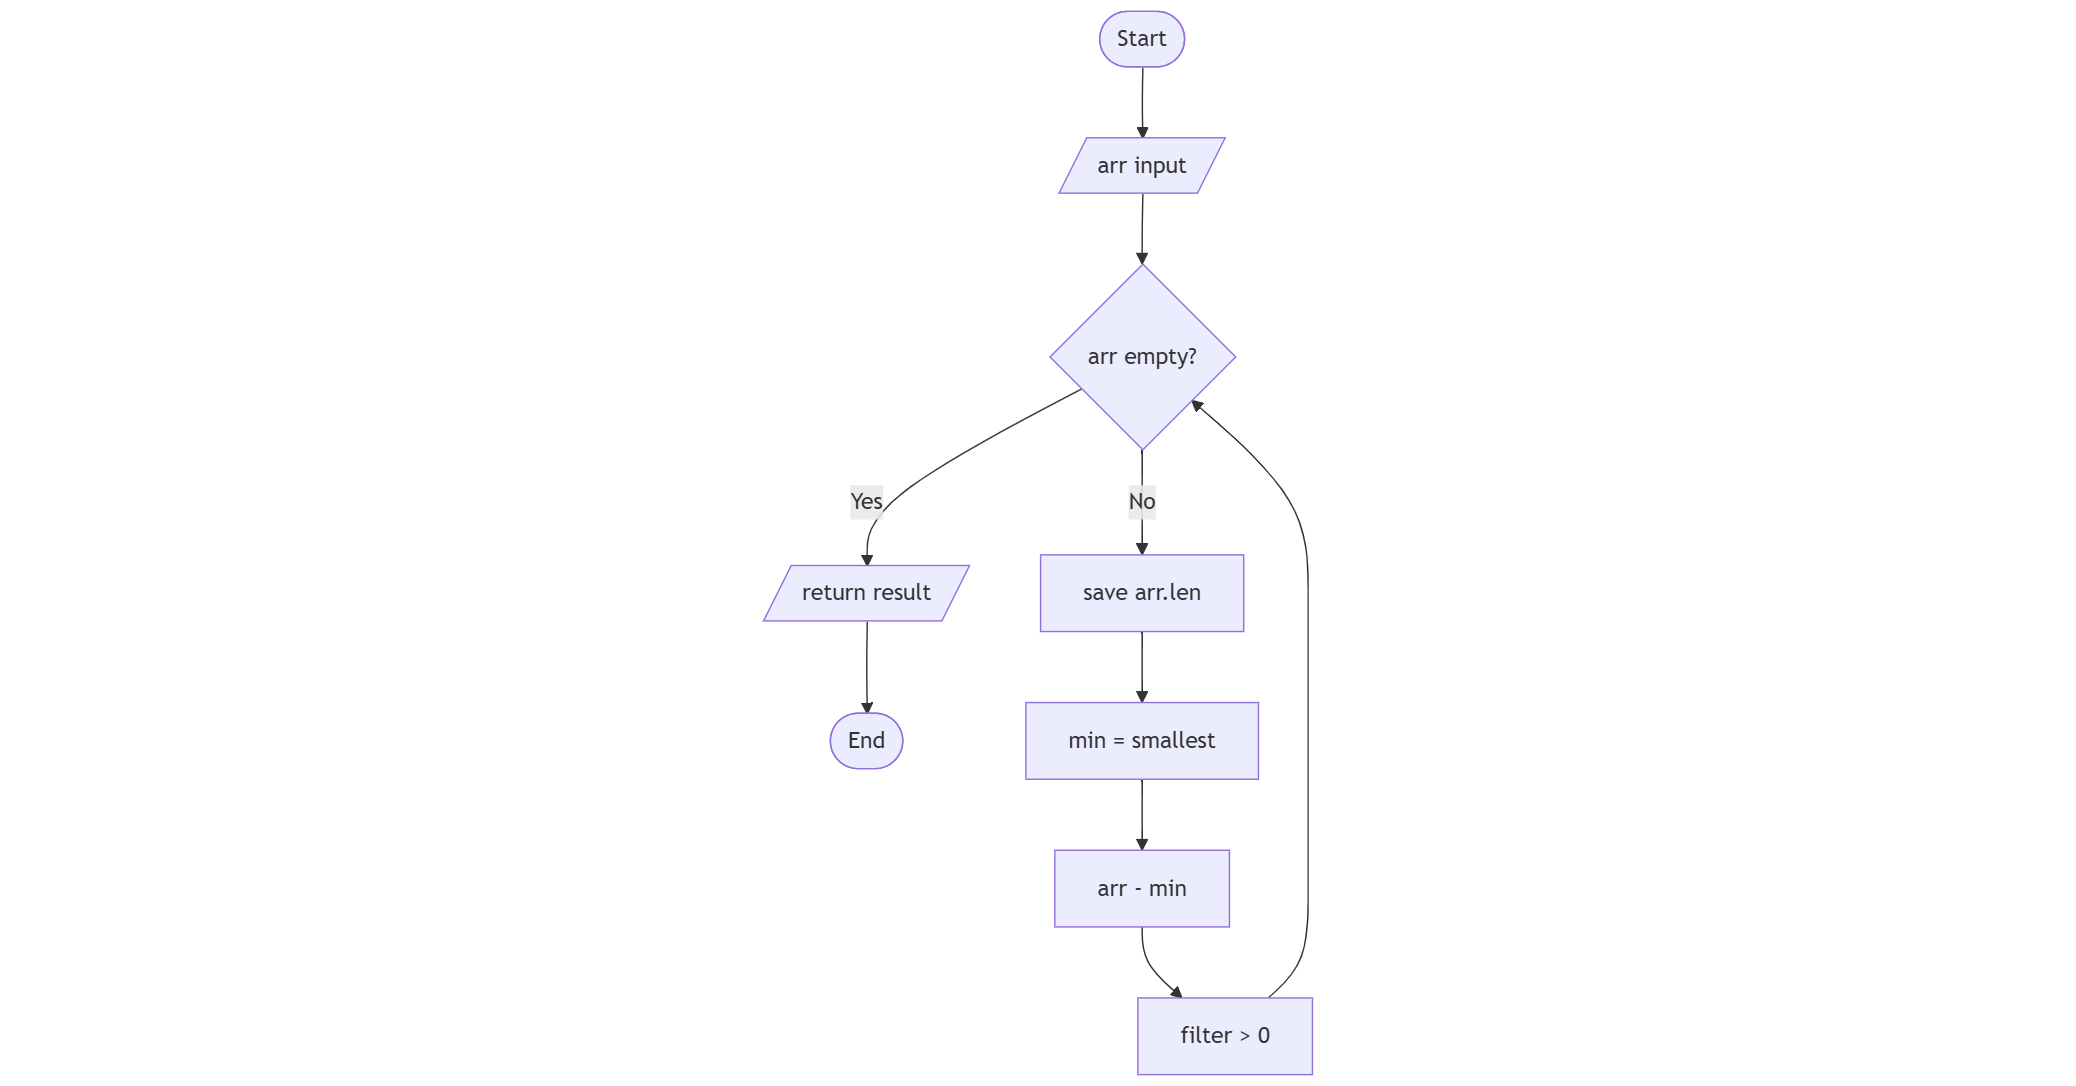 Start
arr input
arr empty?
Yes
No
return result
save arr.len
End
min = smallest
arr - min
filter > 0